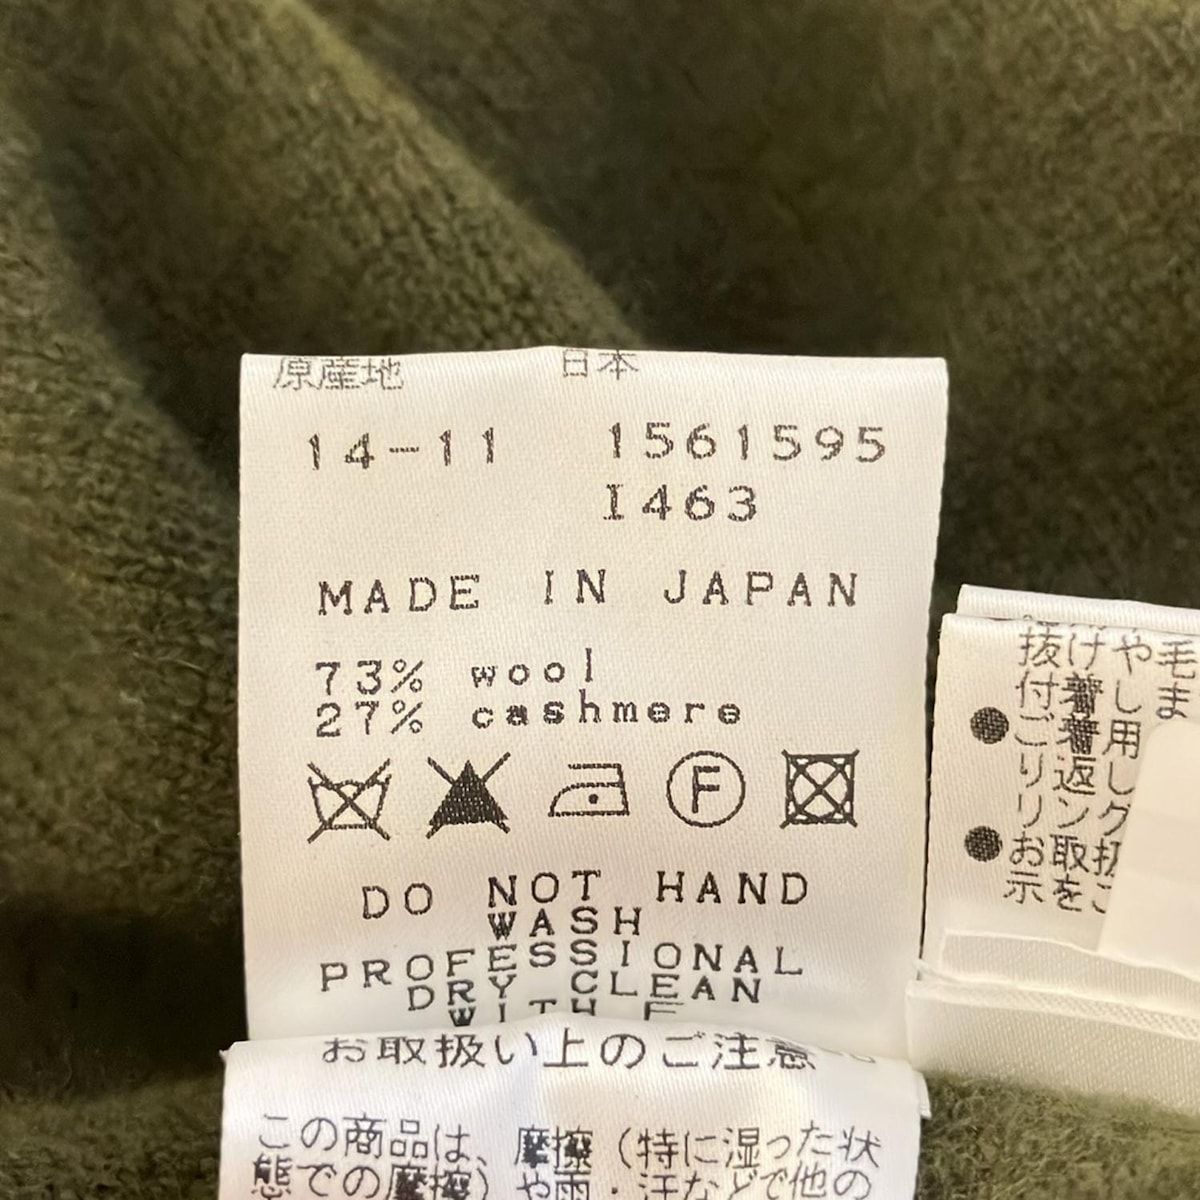 原産地 日本
14-11 1561595
I463
MADE IN JAPAN
73% wool
27% cashmere
F
DO NOT HAND
WASH
PROFESSIONAL
DRY CLEAN
WITH F
お取扱い上のご注意
この商品は、摩擦（特に湿った状
態での摩擦）や雨・汗などで他の
抜け や 毛
付着し ま
●ご着用
り返し
リング
●お取扱
示をご